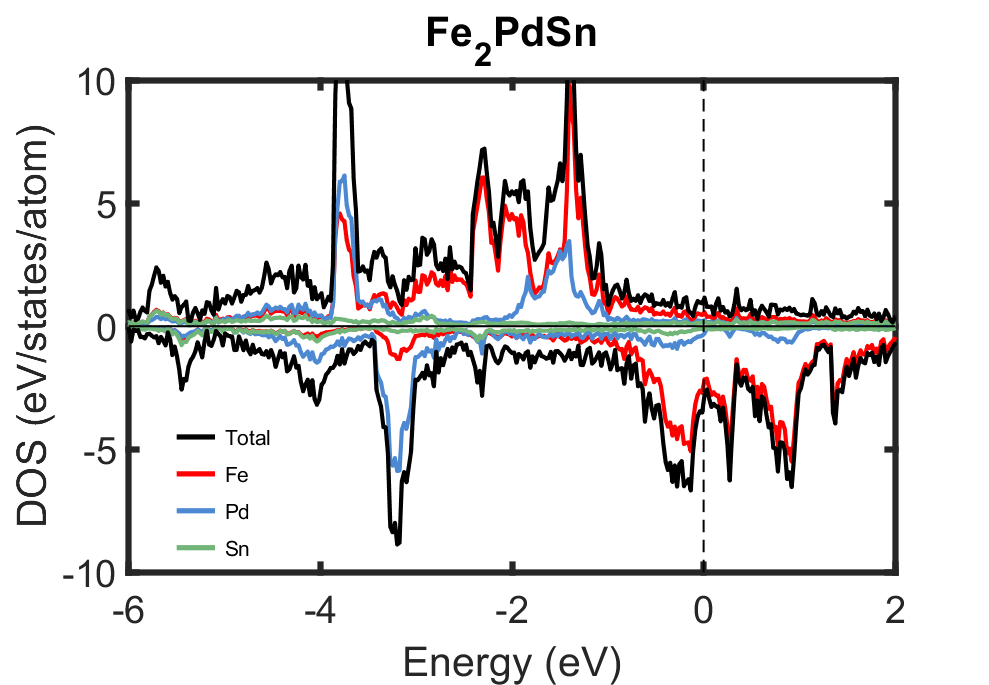 Fe2PdSn
DOS (eV/states/atom)
10
5
0
-5
-10
Total
Fe
Pd
Sn
-6 -4 -2 0 2
Energy (eV)